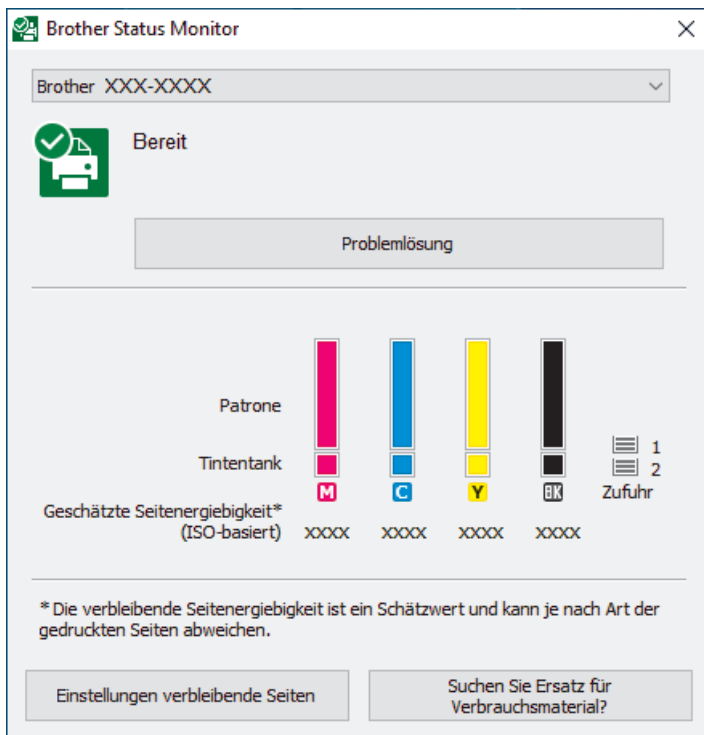 Brother Status Monitor
Brother XXX-XXXX
Bereit
Problemlösung
Patrone
Tintentank
1
2
M C Y BK Zufuhr
Geschätzte Seitenergiebigkeit*
(ISO-basiert) XXXX XXXX XXXX XXXX
* Die verbleibende Seitenergiebigkeit ist ein Schätzwert und kann je nach Art der
gedruckten Seiten abweichen.
Einstellungen verbleibende Seiten
Suchen Sie Ersatz für
Verbrauchsmaterial?